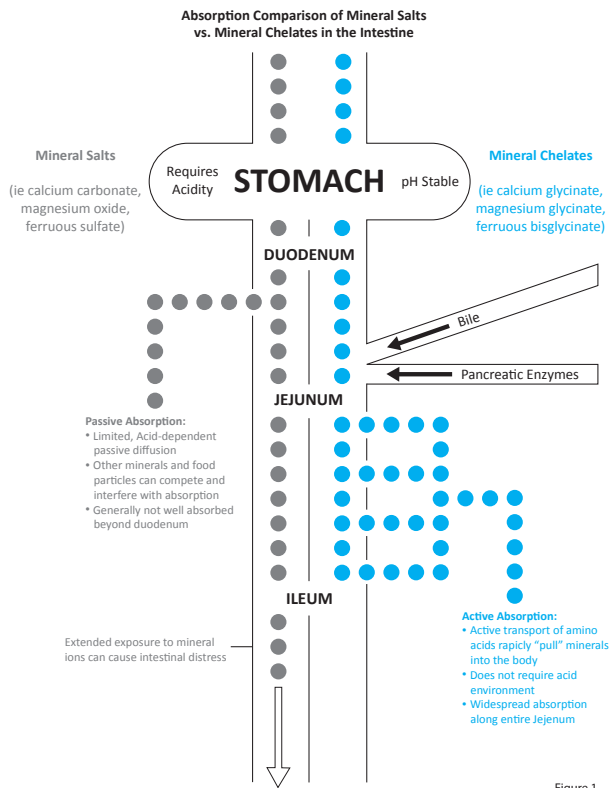 Absorption Comparison of Mineral Salts
vs. Mineral Chelates in the Intestine
Mineral Salts
(ie calcium carbonate,
magnesium oxide,
ferruous sulfate)
Requires
Acidity
STOMACH
pH Stable
Mineral Chelates
(ie calcium glycinate,
magnesium glycinate,
ferruous bisglycinate)
DUODENUM
Bile
Pancreatic Enzymes
JEJUNUM
Passive Absorption:
• Limited, Acid-dependent
passive diffusion
• Other minerals and food
particles can compete and
interfere with absorption
• Generally not well absorbed
beyond duodenum
ILEUM
Extended exposure to mineral
ions can cause intestinal distress
Active Absorption:
• Active transport of amino
acids rapicly “pull” minerals
into the body
• Does not require acid
environment
• Widespread absorption
along entire Jejenum
Figure 1